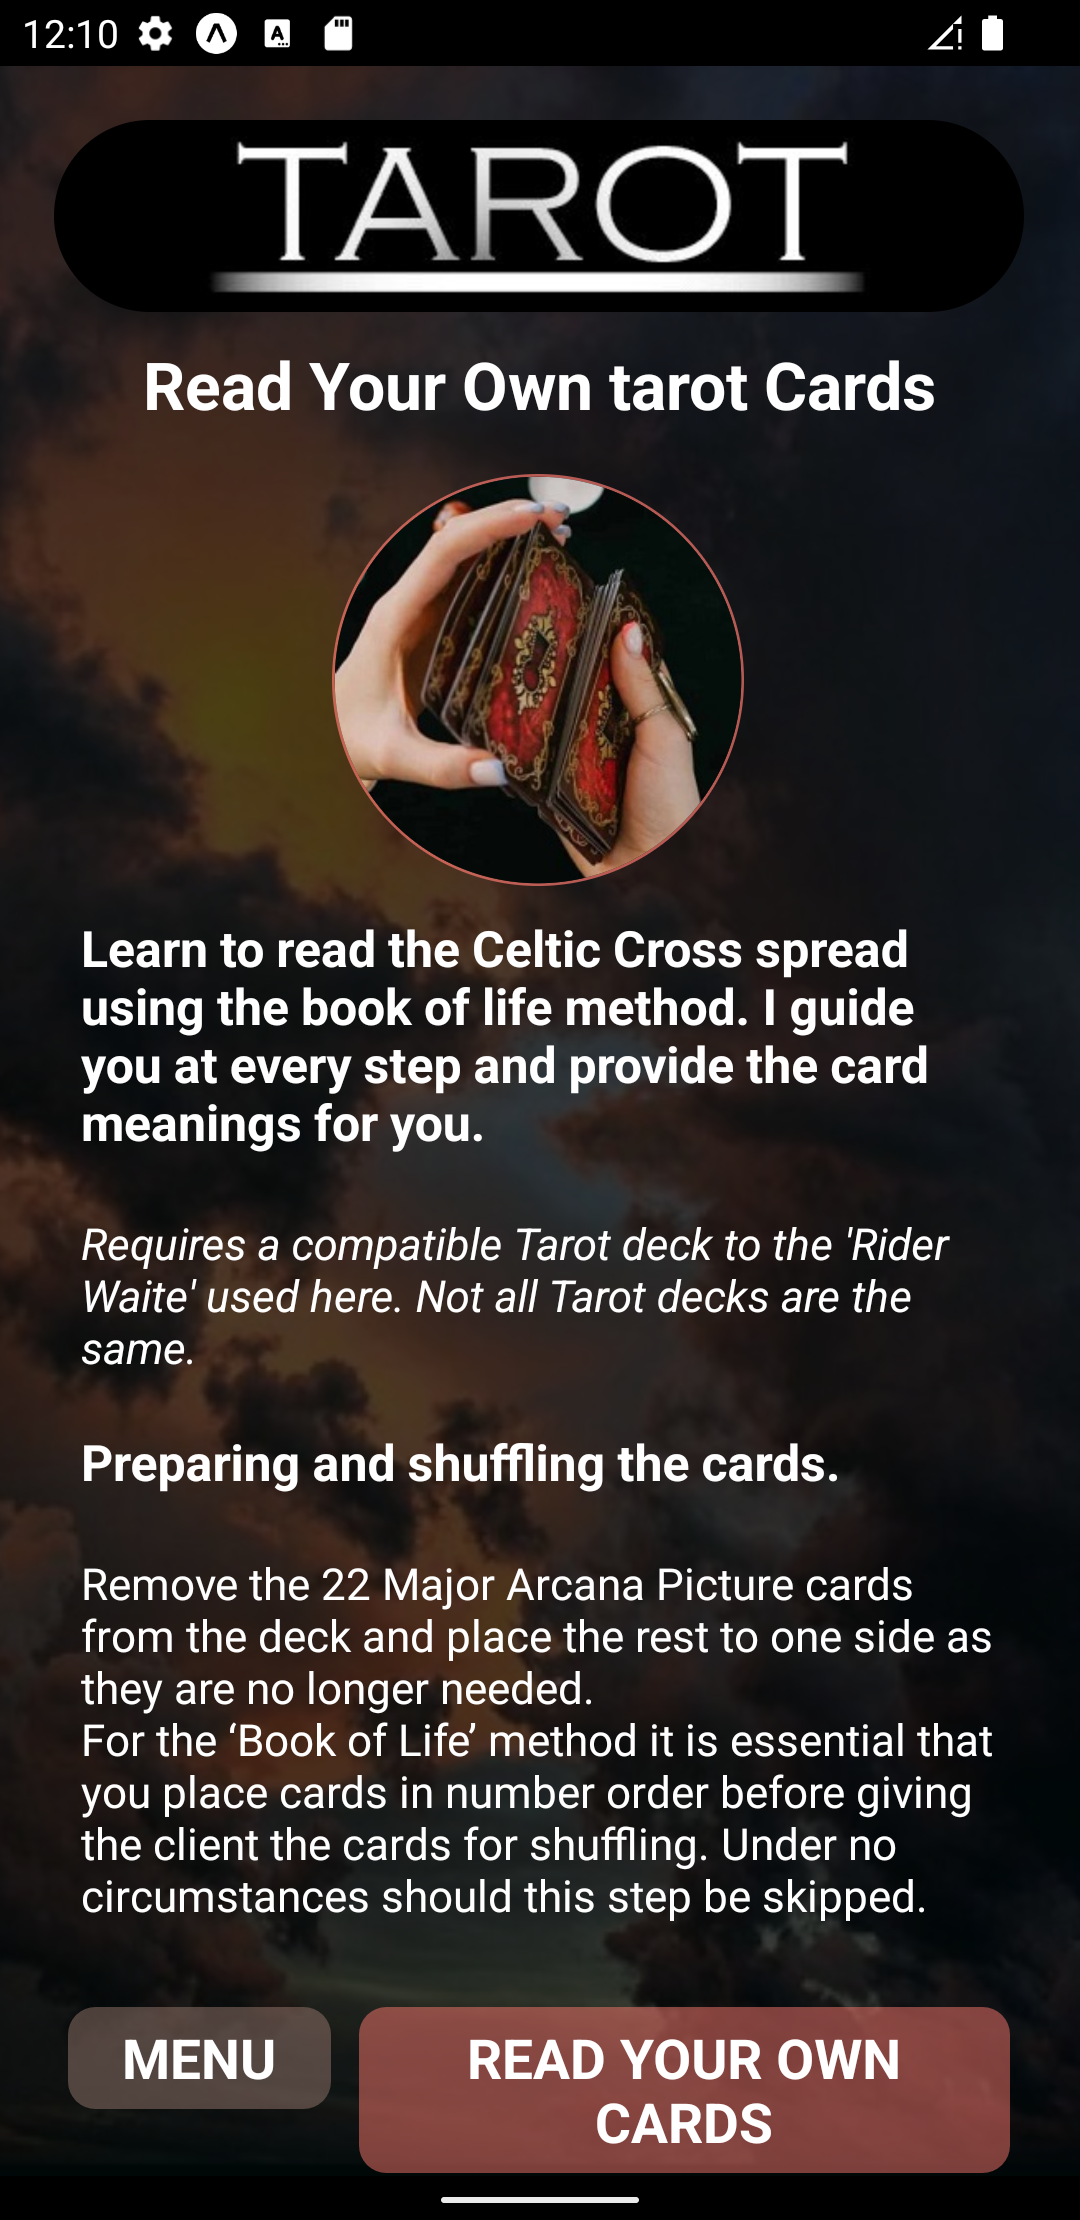 12:10
TAROT
Read Your Own tarot Cards
Learn to read the Celtic Cross spread
using the book of life method. I guide
you at every step and provide the card
meanings for you.
Requires a compatible Tarot deck to the 'Rider
Waite' used here. Not all Tarot decks are the
same.
Preparing and shuffling the cards.
Remove the 22 Major Arcana Picture cards
from the deck and place the rest to one side as
they are no longer needed.
For the ‘Book of Life’ method it is essential that
you place cards in number order before giving
the client the cards for shuffling. Under no
circumstances should this step be skipped.
MENU
READ YOUR OWN
CARDS